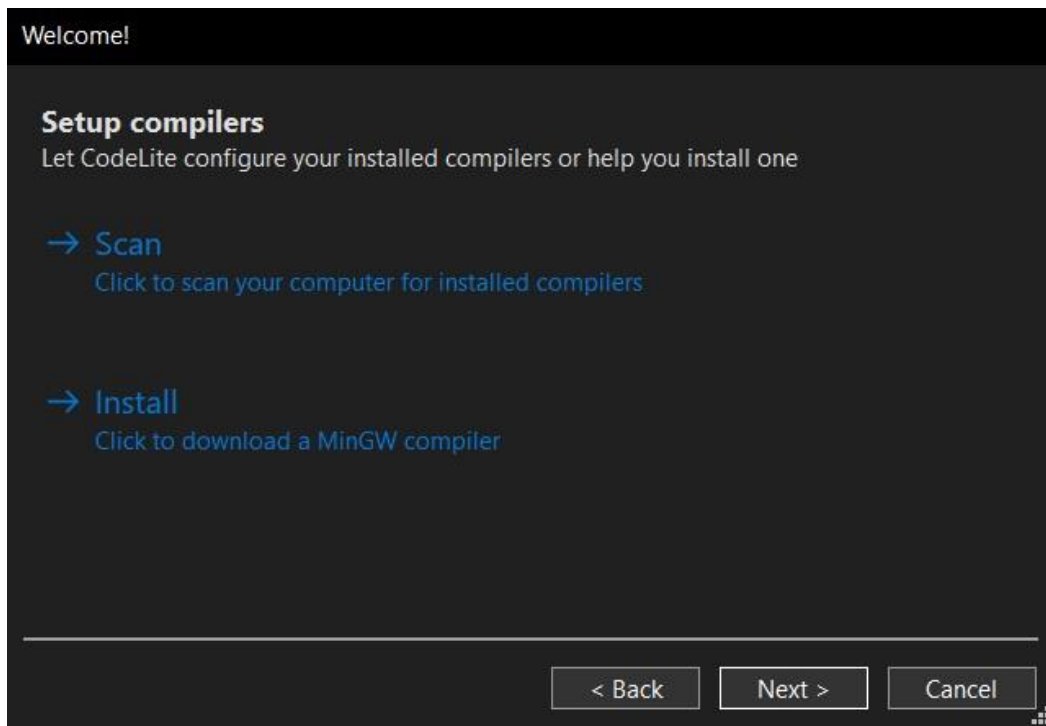 Welcome!
Setup compilers
Let CodeLite configure your installed compilers or help you install one
→ Scan
Click to scan your computer for installed compilers
→ Install
Click to download a MinGW compiler
< Back Next > Cancel